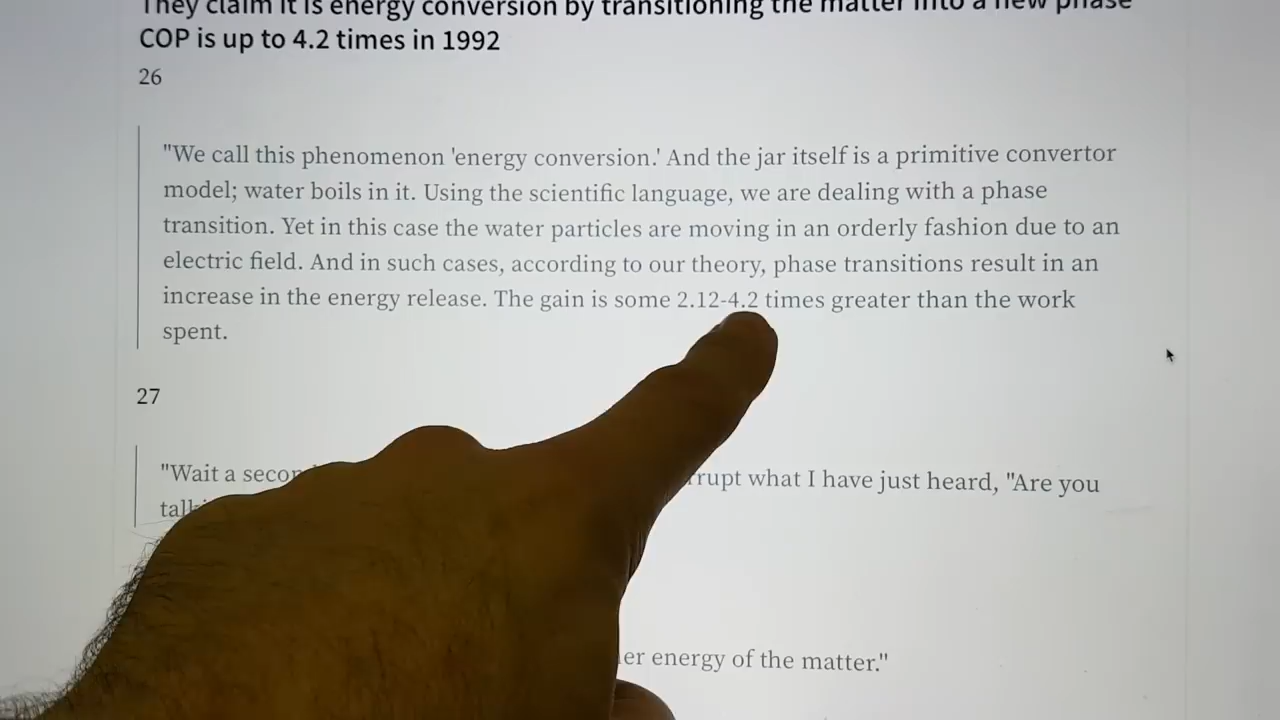 They claim it is energy conversion by transitioning the matter into a new phase
COP is up to 4.2 times in 1992
26
"We call this phenomenon 'energy conversion.' And the jar itself is a primitive convertor
model; water boils in it. Using the scientific language, we are dealing with a phase
transition. Yet in this case the water particles are moving in an orderly fashion due to an
electric field. And in such cases, according to our theory, phase transitions result in an
increase in the energy release. The gain is some 2.12-4.2 times greater than the work
spent.
27
"Wait a what I have just heard, "Are you
energy of the matter."